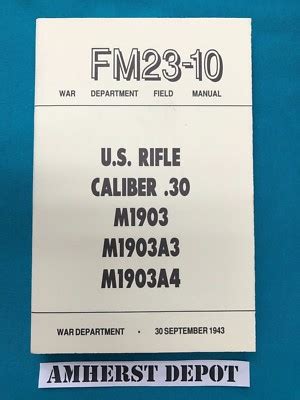 FM23-10
WAR DEPARTMENT FIELD MANUAL
U.S. RIFLE
CALIBER .30
M1903
M1903A3
M1903A4
WAR DEPARTMENT • 30 SEPTEMBER 1943
AMHERST DEPOT